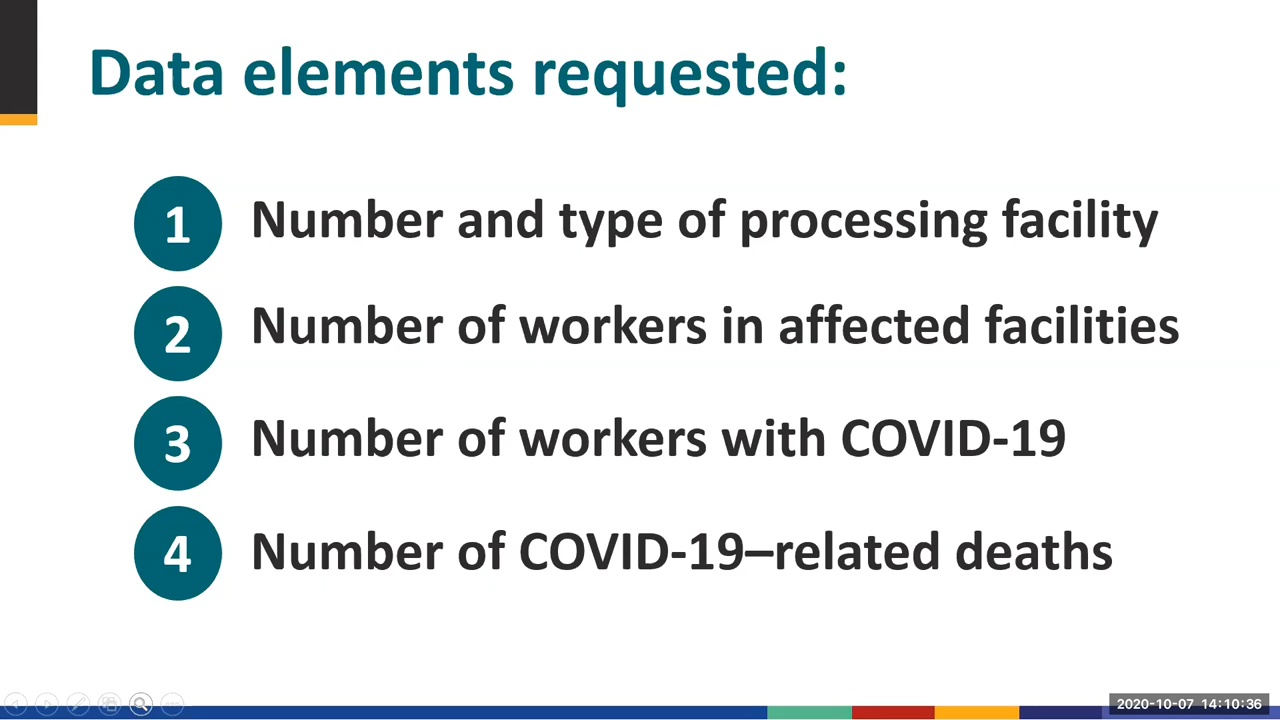 Data elements requested:
1 Number and type of processing facility
2 Number of workers in affected facilities
3 Number of workers with COVID-19
4 Number of COVID-19–related deaths
2020-10-07 14:10:36